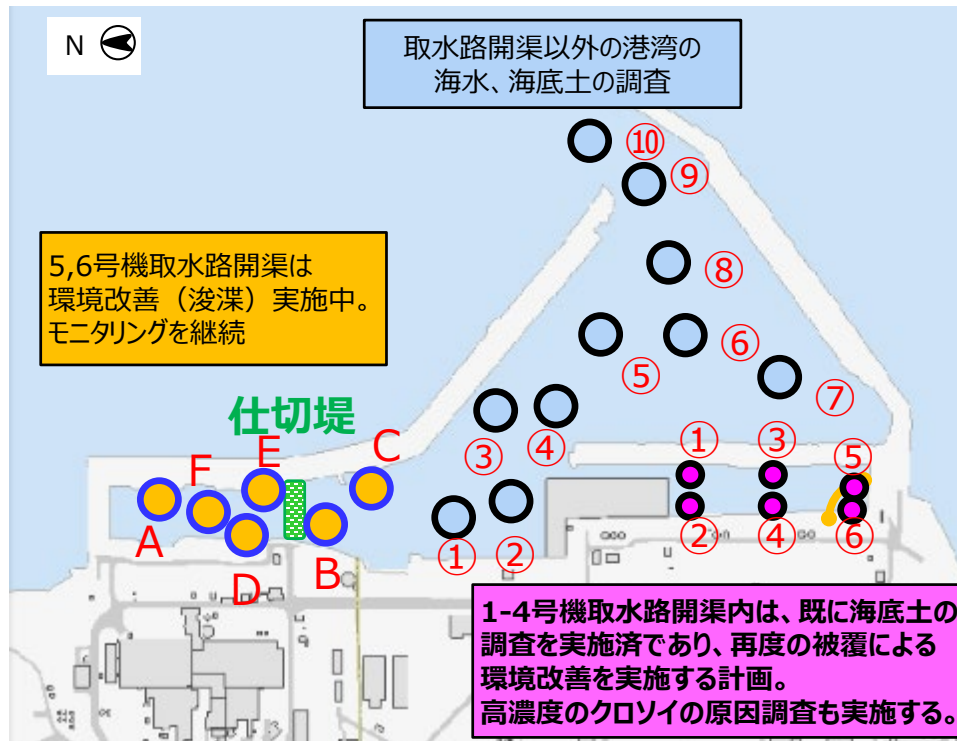 N
取水路開渠以外の港湾の
海水、海底土の調査
⑩
⑨
⑧
5,6号機取水路開渠は
環境改善（浚渫）実施中。
モニタリングを継続
⑥
⑤
⑦
仕切堤
③
④
①
③
⑤
②
④
⑥
C
E
F
A
D
B
①
②
1-4号機取水路開渠内は、既に海底土の
調査を実施済であり、再度の被覆による
環境改善を実施する計画。
高濃度のクロソイの原因調査も実施する。